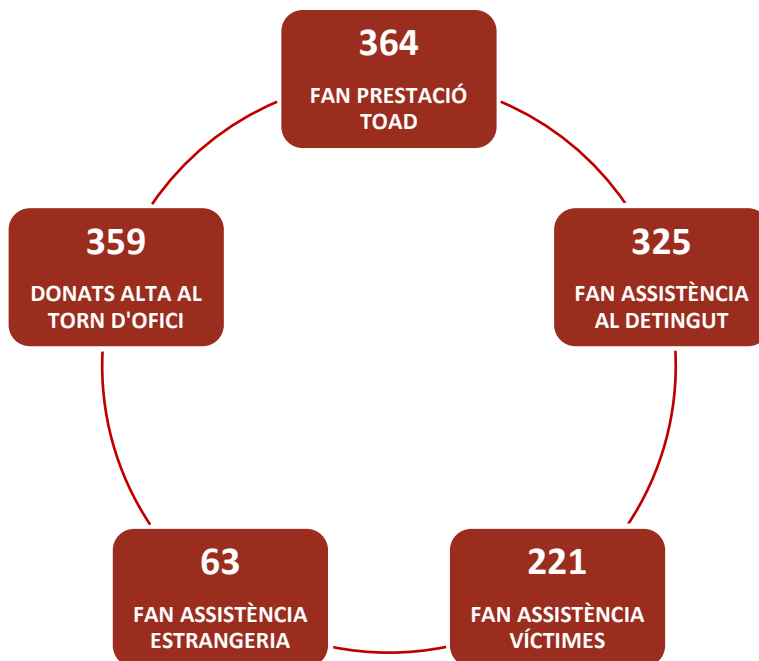 364
FAN PRESTACIÓ
TOAD
359
DONATS ALTA AL
TORN D'OFICI
325
FAN ASSISTÈNCIA
AL DETINGUT
63
FAN ASSISTÈNCIA
ESTRANGERIA
221
FAN ASSISTÈNCIA
VÍCTIMES